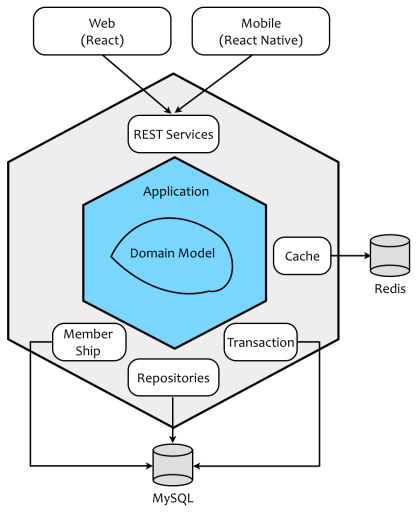 Web
(React)
Mobile
(React Native)
REST Services
Application
Domain Model
Cache
Redis
Member
Ship
Transaction
Repositories
MySQL